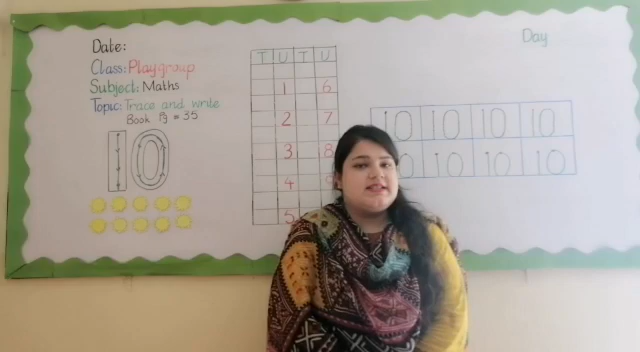 Date:
Class: Playgroup
Subject: Maths
Topic: Trace and write
Book Pg = 35
10
Day
T U T U
1 6
2 7
3 8
4 9
5
10 10 10 10
10 10 10 10